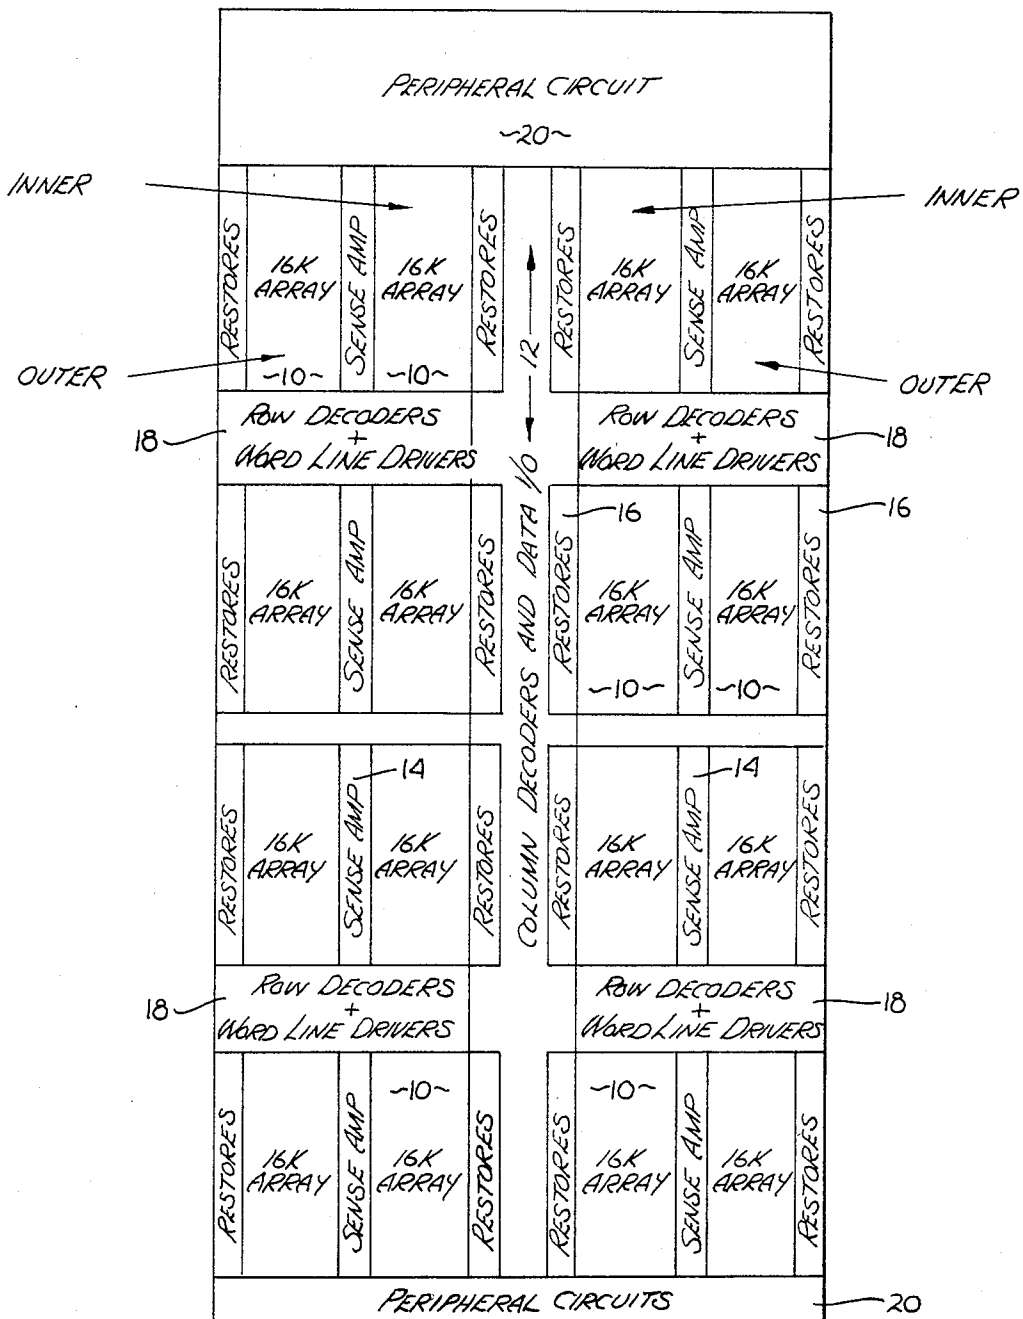 PERIPHERAL CIRCUIT
~20~
INNER
INNER
OUTER
OUTER
RESTORES
16K
ARRAY
~10~
SENSE AMP
16K
ARRAY
~10~
RESTORES
RESTORES
16K
ARRAY
SENSE AMP
16K
ARRAY
RESTORES
COLUMN DECODERS AND DATA I/O
12
18
ROW DECODERS
+
WORD LINE DRIVERS
ROW DECODERS
+
WORD LINE DRIVERS
18
RESTORES
16K
ARRAY
SENSE AMP
16K
ARRAY
RESTORES
RESTORES
16
16K
ARRAY
~10~
SENSE AMP
16K
ARRAY
~10~
RESTORES
16
RESTORES
16K
ARRAY
SENSE AMP
14
16K
ARRAY
RESTORES
RESTORES
16K
ARRAY
SENSE AMP
14
16K
ARRAY
RESTORES
18
ROW DECODERS
+
WORD LINE DRIVERS
ROW DECODERS
+
WORD LINE DRIVERS
18
RESTORES
16K
ARRAY
SENSE AMP
~10~
16K
ARRAY
RESTORES
RESTORES
~10~
16K
ARRAY
SENSE AMP
16K
ARRAY
RESTORES
PERIPHERAL CIRCUITS
20